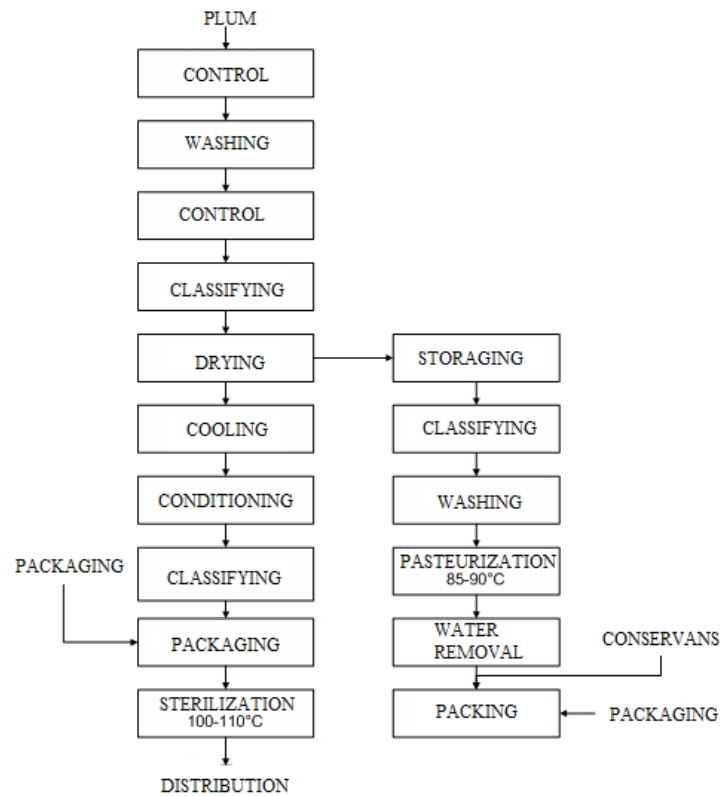 PLUM
CONTROL
WASHING
CONTROL
CLASSIFYING
DRYING
STORAGING
COOLING
CLASSIFYING
CONDITIONING
WASHING
PACKAGING
CLASSIFYING
PASTEURIZATION
85-90°C
PACKAGING
WATER
REMOVAL
CONSERVANS
STERILIZATION
100-110°C
PACKING
PACKAGING
DISTRIBUTION